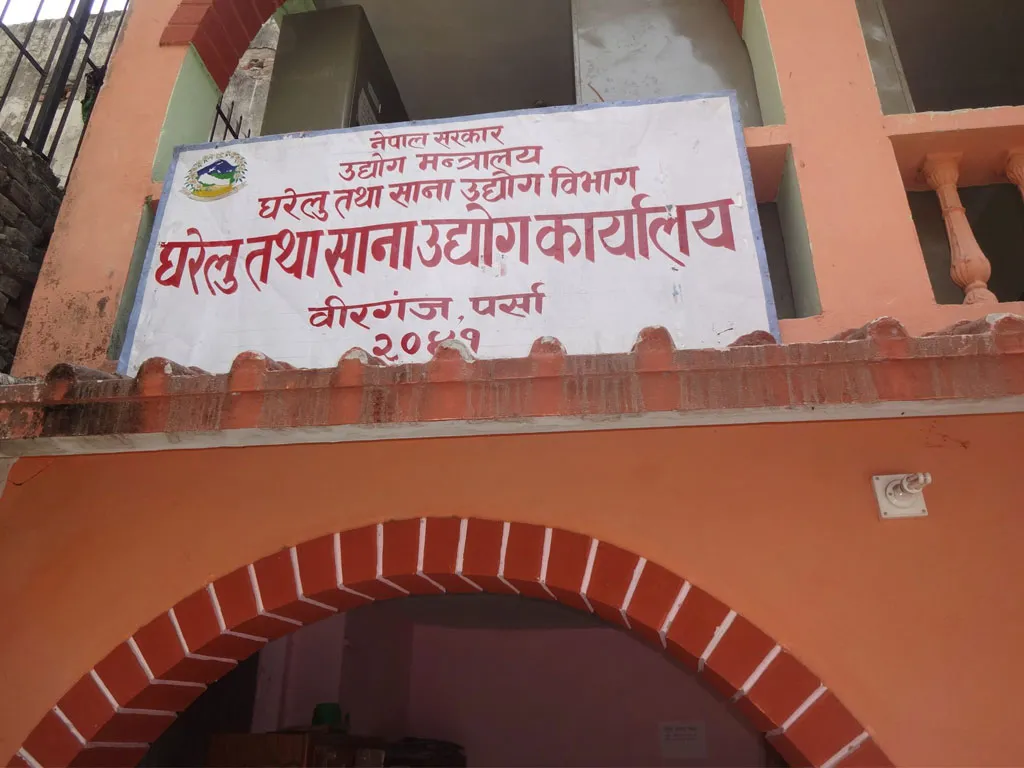 नेपाल सरकार
उद्योग मन्त्रालय
घरेलु तथा साना उद्योग विभाग
घरेलु तथा साना उद्योग कार्यालय
वीरगंज, पर्सा
२०४१